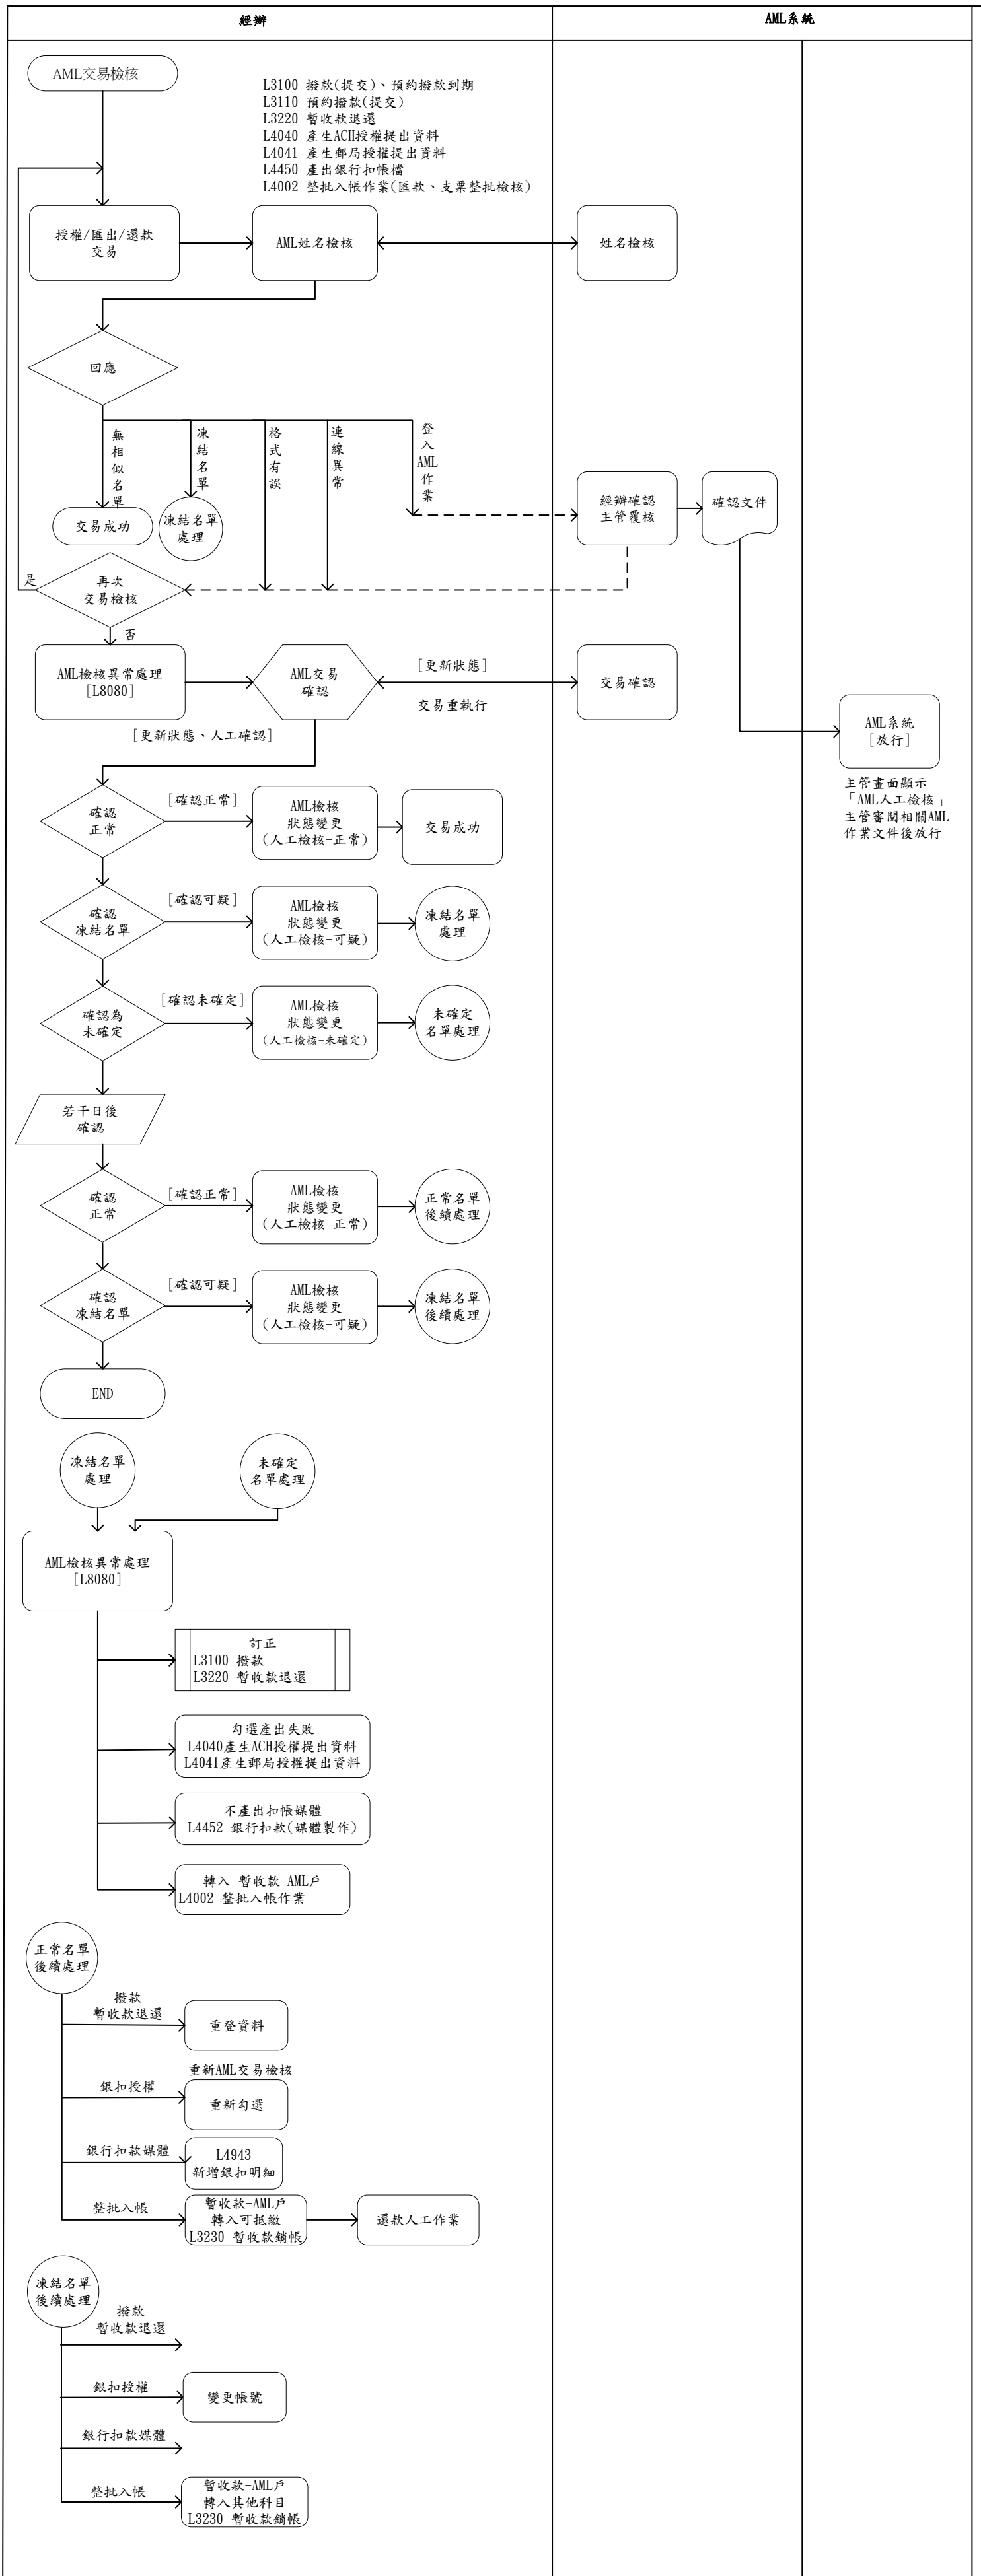 經辦
AML系統
AML交易檢核
L3100 撥款(提交)、預約撥款到期
L3110 預約撥款(提交)
L3220 暫收款退還
L4040 產生ACH授權提出資料
L4041 產生郵局授權提出資料
L4450 產出銀行扣帳檔
L4002 整批入帳作業(匯款、支票整批檢核)
授權/匯出/還款
交易
AML姓名檢核
姓名檢核
回應
無相似名單
凍結名單
格式有誤
連線異常
登入AML作業
交易成功
凍結名單
處理
經辦確認
主管覆核
確認文件
是
再次
交易檢核
否
AML檢核異常處理
[L8080]
AML交易
確認
[更新狀態]
交易重執行
交易確認
[更新狀態、人工確認]
AML系統
[放行]
主管畫面顯示
「AML人工檢核」
主管審閱相關AML
作業文件後放行
確認
正常
[確認正常]
AML檢核
狀態變更
(人工檢核-正常)
交易成功
確認
凍結名單
[確認可疑]
AML檢核
狀態變更
(人工檢核-可疑)
凍結名單
處理
確認為
未確定
[確認未確定]
AML檢核
狀態變更
(人工檢核-未確定)
未確定
名單處理
若干日後
確認
確認
正常
[確認正常]
AML檢核
狀態變更
(人工檢核-正常)
正常名單
後續處理
確認
凍結名單
[確認可疑]
AML檢核
狀態變更
(人工檢核-可疑)
凍結名單
後續處理
END
凍結名單
處理
未確定
名單處理
AML檢核異常處理
[L8080]
訂正
L3100 撥款
L3220 暫收款退還
勾選產出失敗
L4040產生ACH授權提出資料
L4041產生郵局授權提出資料
不產出扣帳媒體
L4452 銀行扣款(媒體製作)
轉入 暫收款-AML戶
L4002 整批入帳作業
正常名單
後續處理
撥款
暫收款退還
重登資料
重新AML交易檢核
銀扣授權
重新勾選
銀行扣款媒體
L4943
新增銀扣明細
整批入帳
暫收款-AML戶
轉入可抵繳
L3230 暫收款銷帳
還款人工作業
凍結名單
後續處理
撥款
暫收款退還
銀扣授權
變更帳號
銀行扣款媒體
整批入帳
暫收款-AML戶
轉入其他科目
L3230 暫收款銷帳